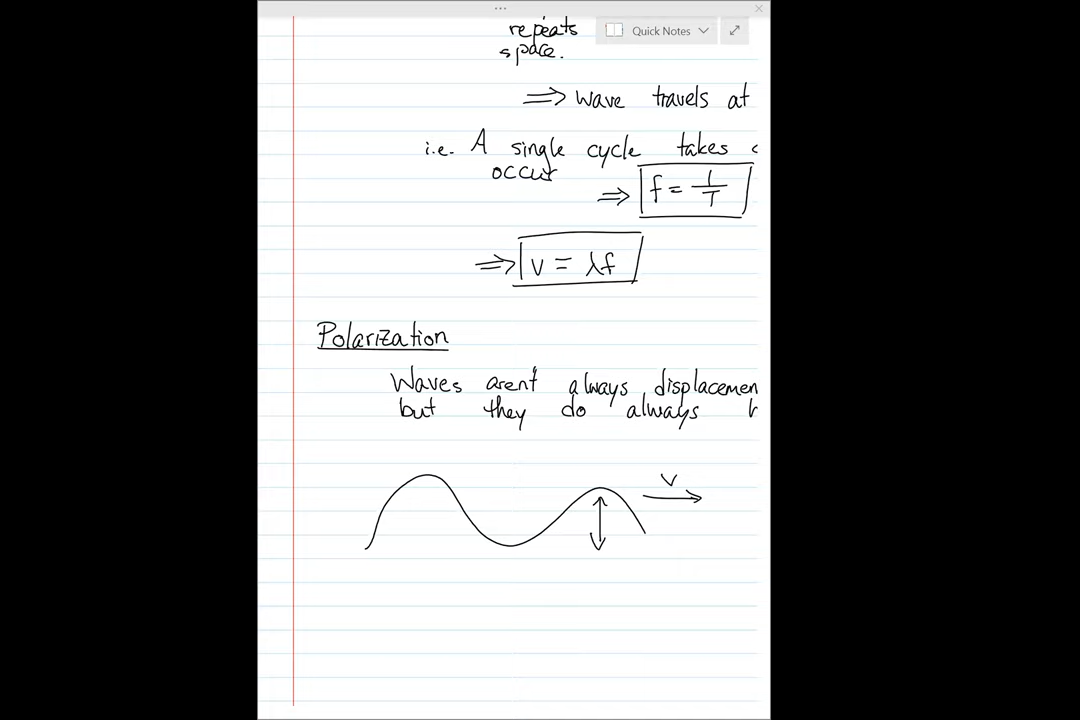 repeats
Quick Notes
space.
⟹ wave travels at
i.e. A single cycle takes
occur
⟹ f = 1/T
⟹ v = λf
Polarization
Waves aren't always displacemen
but they do always
v